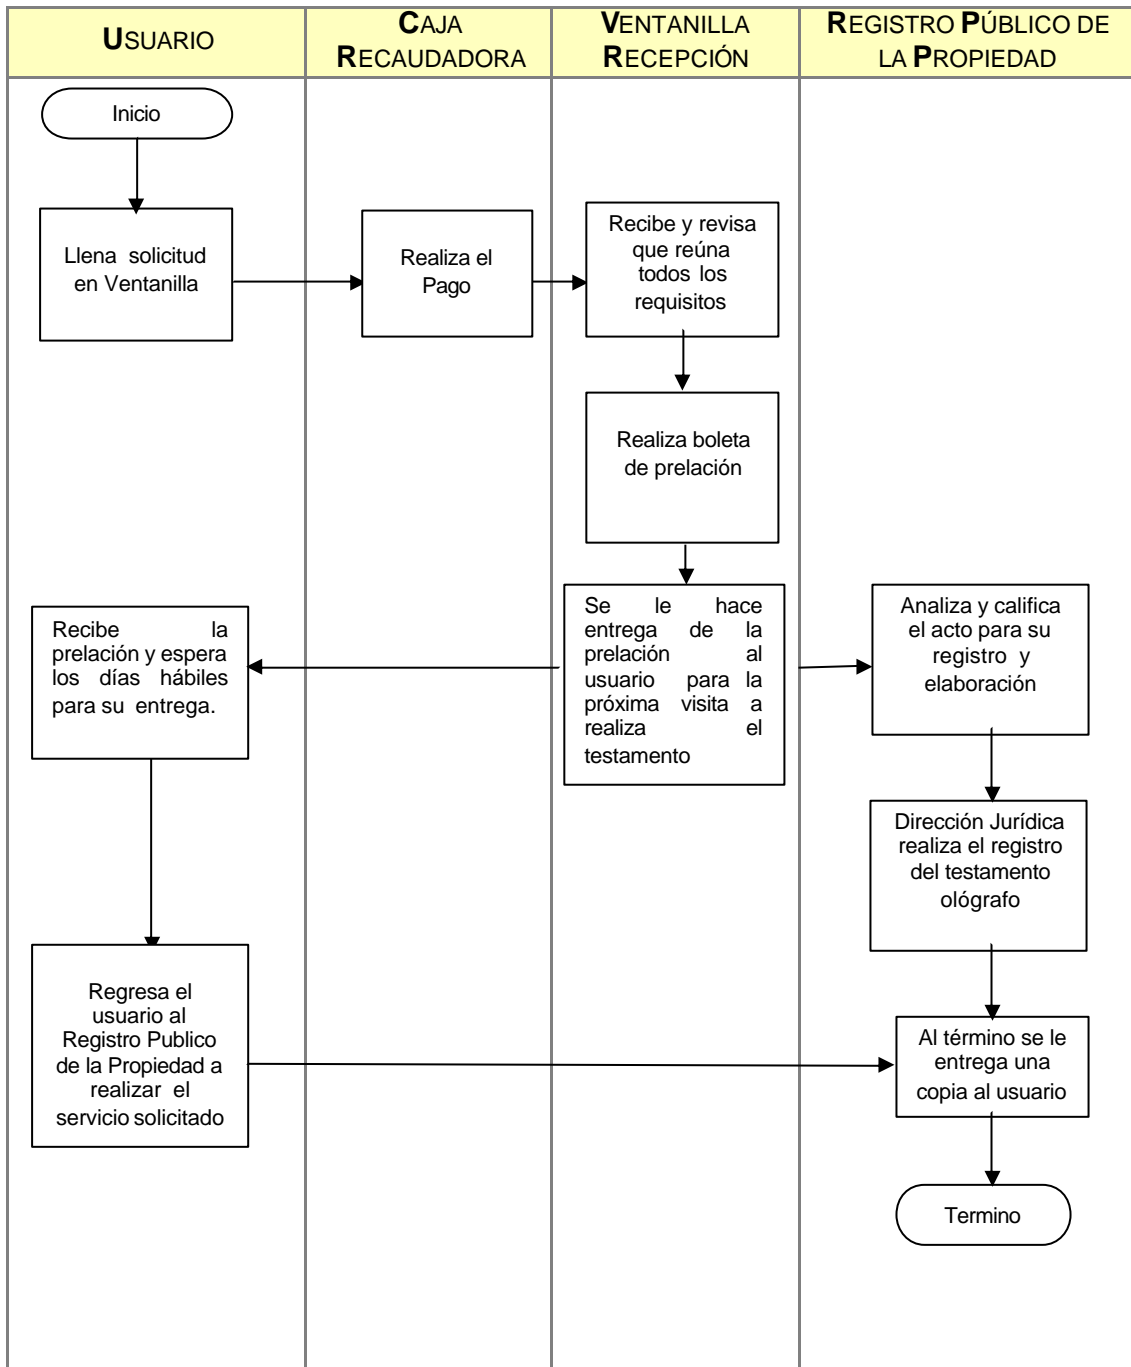 USUARIO
CAJA
RECAUDADORA
VENTANILLA
RECEPCIÓN
REGISTRO PÚBLICO DE
LA PROPIEDAD
Inicio
Llena solicitud
en Ventanilla
Realiza el
Pago
Recibe y revisa
que reúna
todos los
requisitos
Realiza boleta
de prelación
Se le hace
entrega de la
prelación al
usuario para la
próxima visita a
realiza el
testamento
Recibe la
prelación y espera
los días hábiles
para su entrega.
Analiza y califica
el acto para su
registro y
elaboración
Dirección Jurídica
realiza el registro
del testamento
ológrafo
Regresa el
usuario al
Registro Publico
de la Propiedad a
realizar el
servicio solicitado
Al término se le
entrega una
copia al usuario
Termino